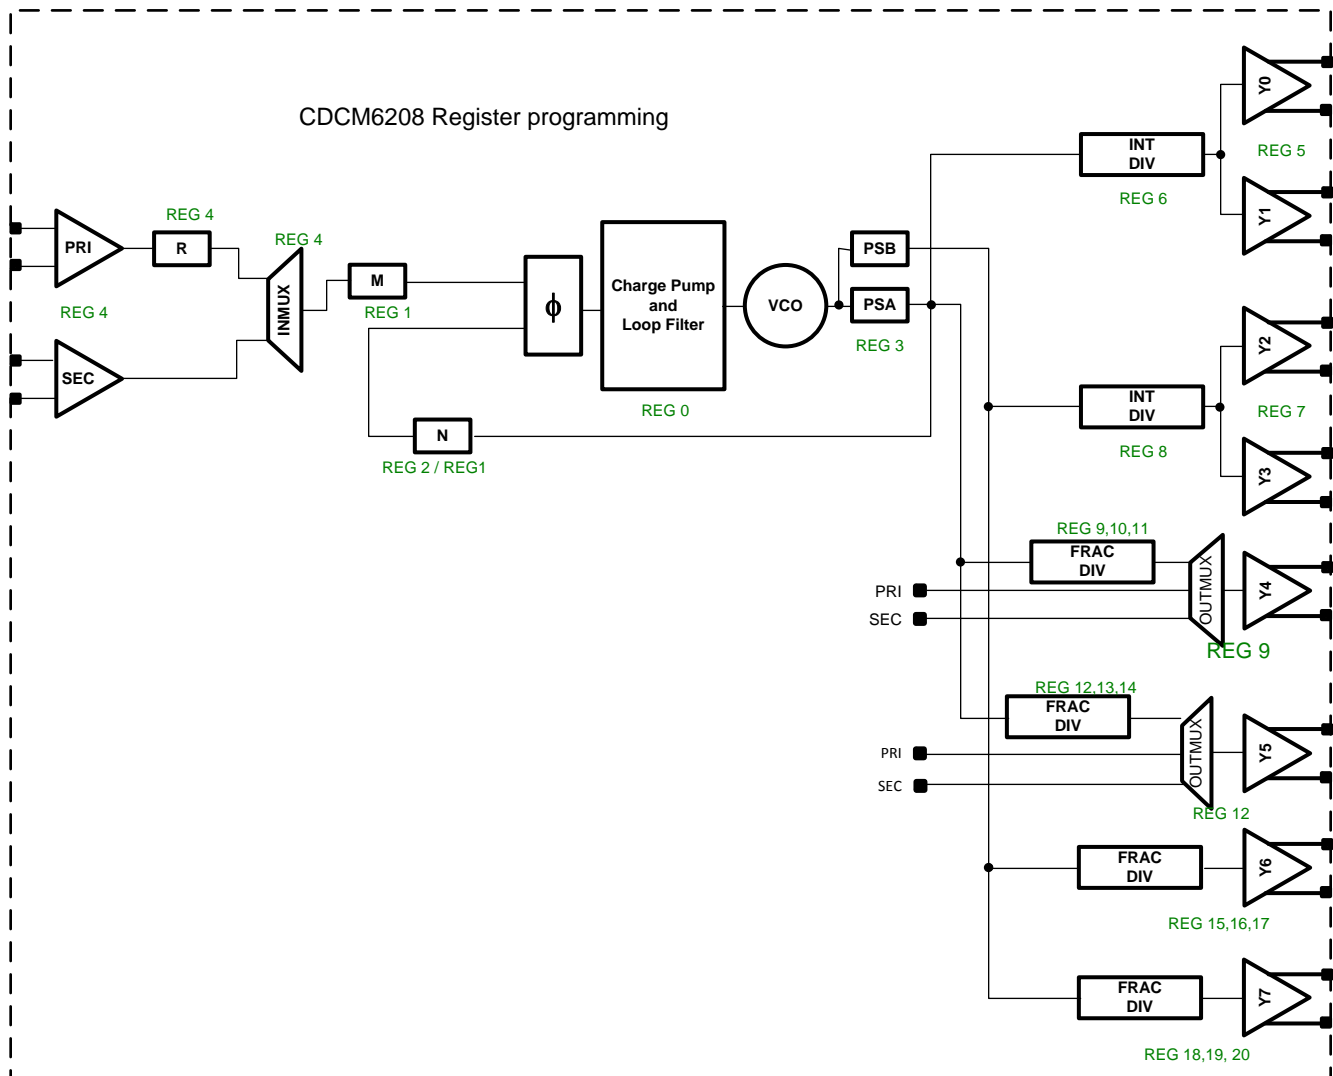 CDCM6208 Register programming
Y0
REG 5
INT
DIV
REG 6
Y1
REG 4
R
PRI
REG 4
REG 4
INMUX
M
REG 1
SEC
ϕ
Charge Pump
and
Loop Filter
REG 0
VCO
PSB
PSA
REG 3
N
REG 2 / REG1
Y2
INT
DIV
REG 7
REG 8
Y3
REG 9,10,11
FRAC
DIV
PRI
SEC
OUTMUX
Y4
REG 9
REG 12,13,14
FRAC
DIV
PRI
SEC
OUTMUX
Y5
REG 12
FRAC
DIV
Y6
REG 15,16,17
FRAC
DIV
Y7
REG 18,19, 20